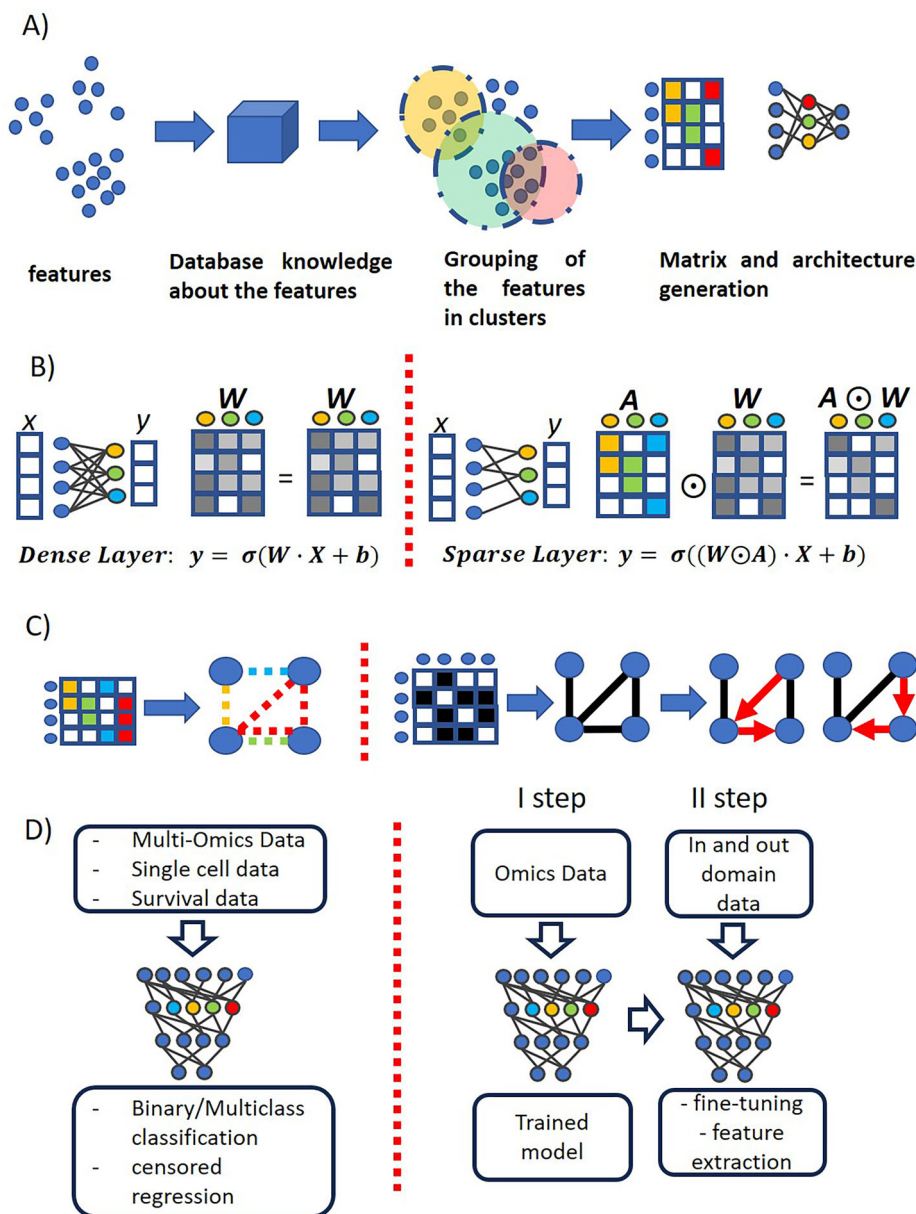 A)
features
Database knowledge
about the features
Grouping of
the features
in clusters
Matrix and architecture
generation
B)
x
y
W
W
=
Dense Layer: y = σ(W · X + b)
x
y
A
W
A ⊙ W
⊙
=
Sparse Layer: y = σ((W⊙A) · X + b)
C)
D)
- Multi-Omics Data
- Single cell data
- Survival data
- Binary/Multiclass
classification
- censored
regression
I step
II step
Omics Data
In and out
domain
data
Trained
model
- fine-tuning
- feature
extraction